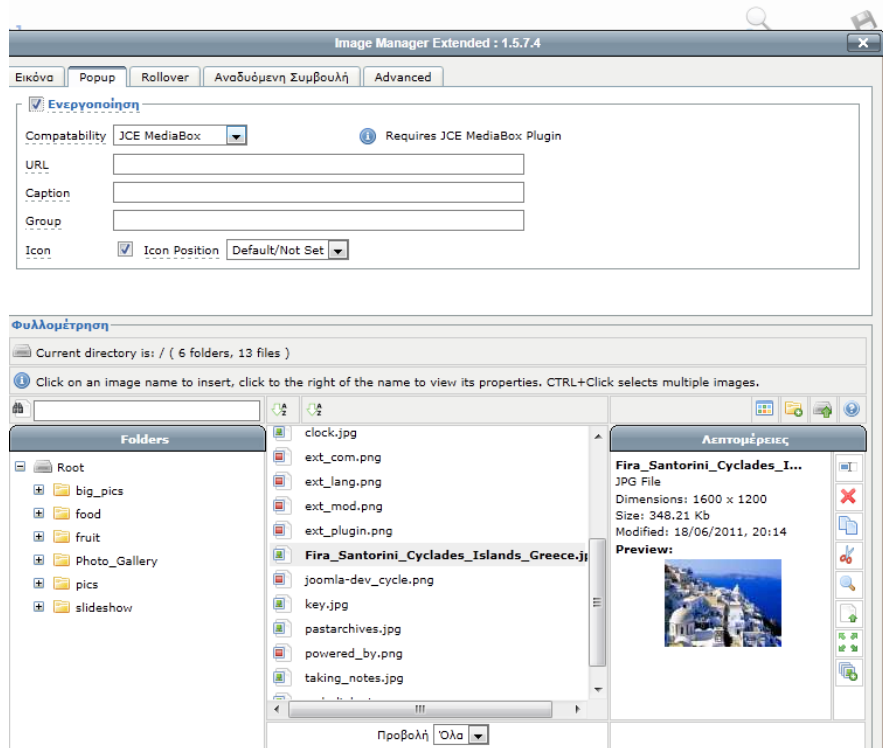 Image Manager Extended : 1.5.7.4
Εικόνα Popup Rollover Αναδυόμενη Συμβουλή Advanced
Ενεργοποίηση
Compatability JCE MediaBox Requires JCE MediaBox Plugin
URL
Caption
Group
Icon Icon Position Default/Not Set
Φυλλομέτρηση
Current directory is: / ( 6 folders, 13 files )
Click on an image name to insert, click to the right of the name to view its properties. CTRL+Click selects multiple images.
Folders
Root
big_pics
food
fruit
Photo_Gallery
pics
slideshow
clock.jpg
ext_com.png
ext_lang.png
ext_mod.png
ext_plugin.png
Fira_Santorini_Cyclades_Islands_Greece.jp
joomla-dev_cycle.png
key.jpg
pastarchives.jpg
powered_by.png
taking_notes.jpg
Προβολή Όλα
Λεπτομέρειες
Fira_Santorini_Cyclades_I...
JPG File
Dimensions: 1600 x 1200
Size: 348.21 Kb
Modified: 18/06/2011, 20:14
Preview: